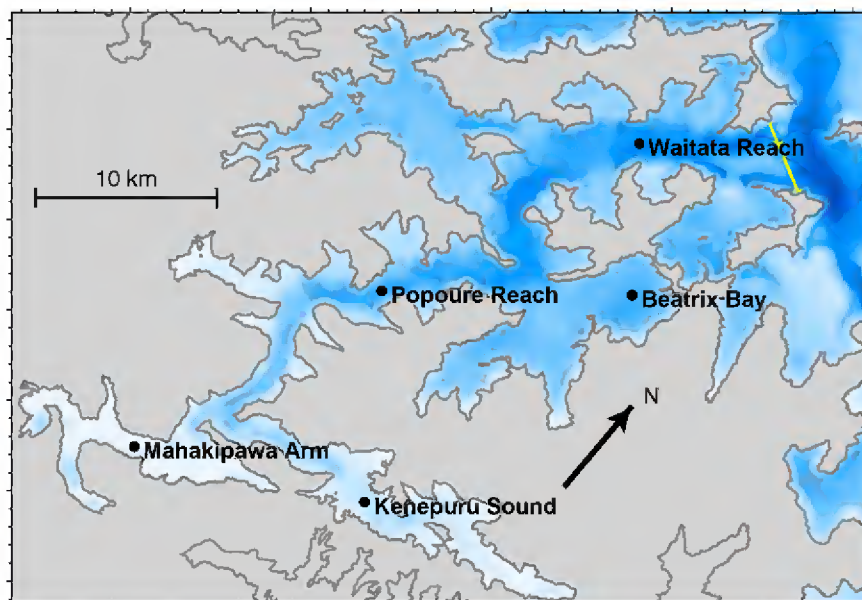 Waitata Reach
10 km
Popoure Reach
Beatrix Bay
N
Mahakipawa Arm
Kenepuru Sound